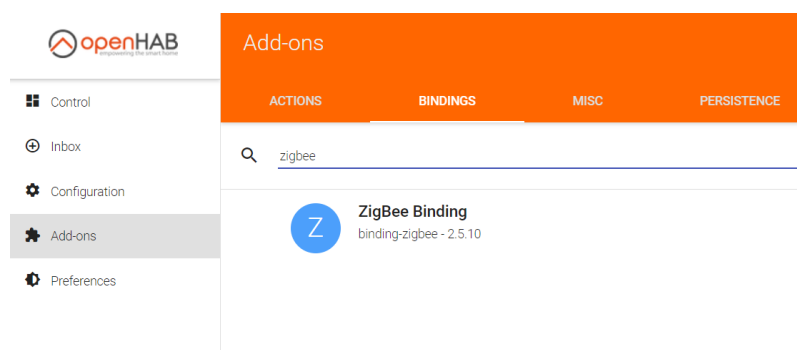 openHAB
empowering the smart home
Add-ons
Control
Inbox
Configuration
Add-ons
Preferences
ACTIONS
BINDINGS
MISC
PERSISTENCE
zigbee
Z
ZigBee Binding
binding-zigbee - 2.5.10